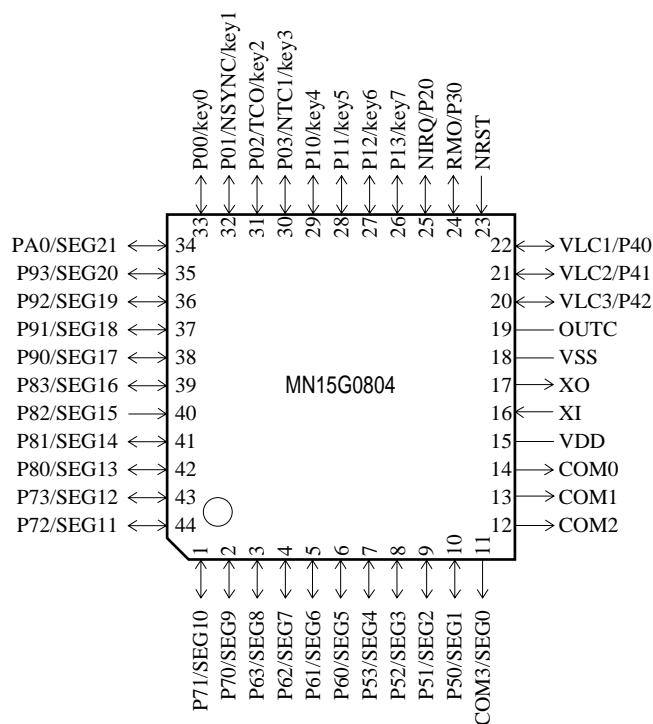 P00/key0
P01/NSYNC/key1
P02/TCO/key2
P03/NTC1/key3
P10/key4
P11/key5
P12/key6
P13/key7
NIRQ/P20
RMO/P30
NRST
33
32
31
30
29
28
27
26
25
24
23
PA0/SEG21 34
P93/SEG20 35
P92/SEG19 36
P91/SEG18 37
P90/SEG17 38
P83/SEG16 39
P82/SEG15 40
P81/SEG14 41
P80/SEG13 42
P73/SEG12 43
P72/SEG11 44
MN15G0804
22 VLC1/P40
21 VLC2/P41
20 VLC3/P42
19 OUTC
18 VSS
17 XO
16 XI
15 VDD
14 COM0
13 COM1
12 COM2
1
2
3
4
5
6
7
8
9
10
11
P71/SEG10
P70/SEG9
P63/SEG8
P62/SEG7
P61/SEG6
P60/SEG5
P53/SEG4
P52/SEG3
P51/SEG2
P50/SEG1
COM3/SEG0